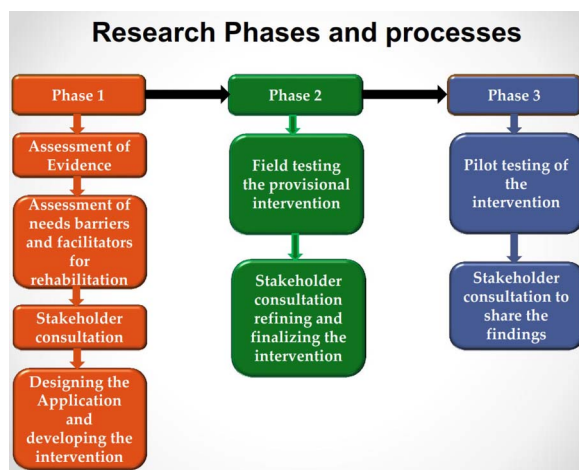 Research Phases and processes
Phase 1
Assessment of
Evidence
Assessment of
needs barriers
and facilitators
for
rehabilitation
Stakeholder
consultation
Designing the
Application
and
developing the
intervention
Phase 2
Field testing
the provisional
intervention
Stakeholder
consultation
refining and
finalizing the
intervention
Phase 3
Pilot testing of
the
intervention
Stakeholder
consultation to
share the
findings